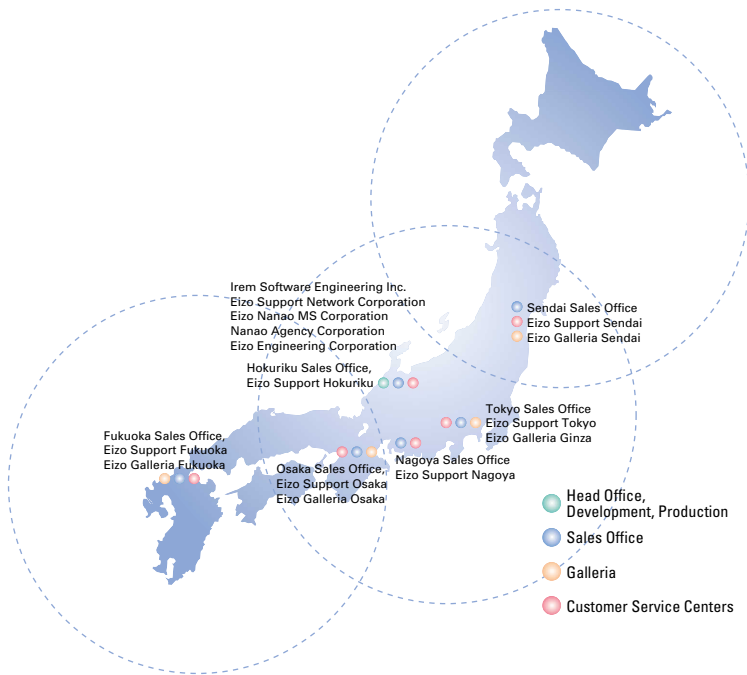 Irem Software Engineering Inc.
Eizo Support Network Corporation
Eizo Nanao MS Corporation
Nanao Agency Corporation
Eizo Engineering Corporation
Hokuriku Sales Office,
Eizo Support Hokuriku
Sendai Sales Office
Eizo Support Sendai
Eizo Galleria Sendai
Tokyo Sales Office
Eizo Support Tokyo
Eizo Galleria Ginza
Fukuoka Sales Office,
Eizo Support Fukuoka
Eizo Galleria Fukuoka
Osaka Sales Office,
Eizo Support Osaka
Eizo Galleria Osaka
Nagoya Sales Office
Eizo Support Nagoya
Head Office,
Development, Production
Sales Office
Galleria
Customer Service Centers